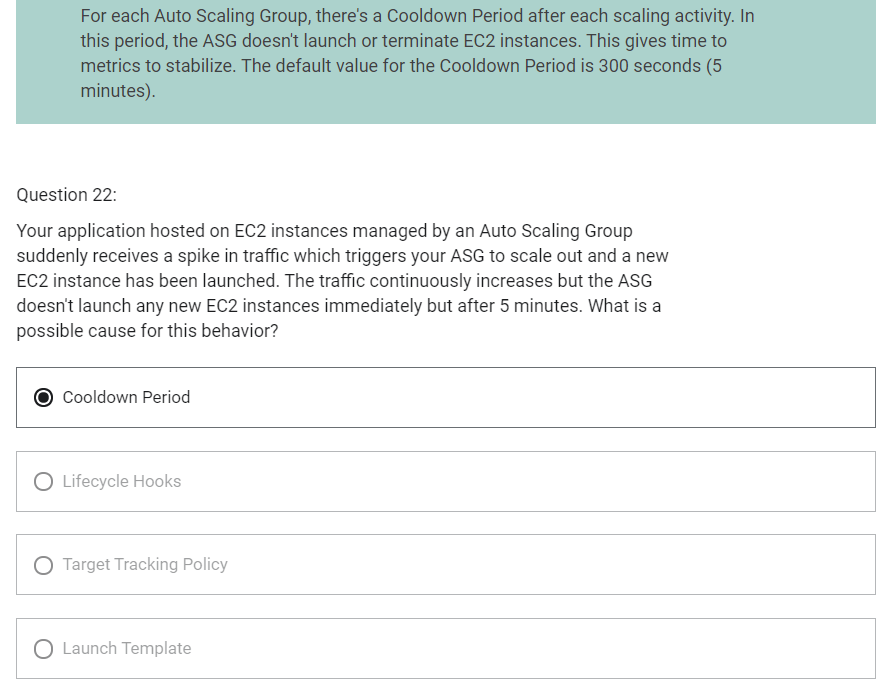 For each Auto Scaling Group, there's a Cooldown Period after each scaling activity. In
this period, the ASG doesn't launch or terminate EC2 instances. This gives time to
metrics to stabilize. The default value for the Cooldown Period is 300 seconds (5
minutes).
Question 22:
Your application hosted on EC2 instances managed by an Auto Scaling Group
suddenly receives a spike in traffic which triggers your ASG to scale out and a new
EC2 instance has been launched. The traffic continuously increases but the ASG
doesn't launch any new EC2 instances immediately but after 5 minutes. What is a
possible cause for this behavior?
Cooldown Period
Lifecycle Hooks
Target Tracking Policy
Launch Template